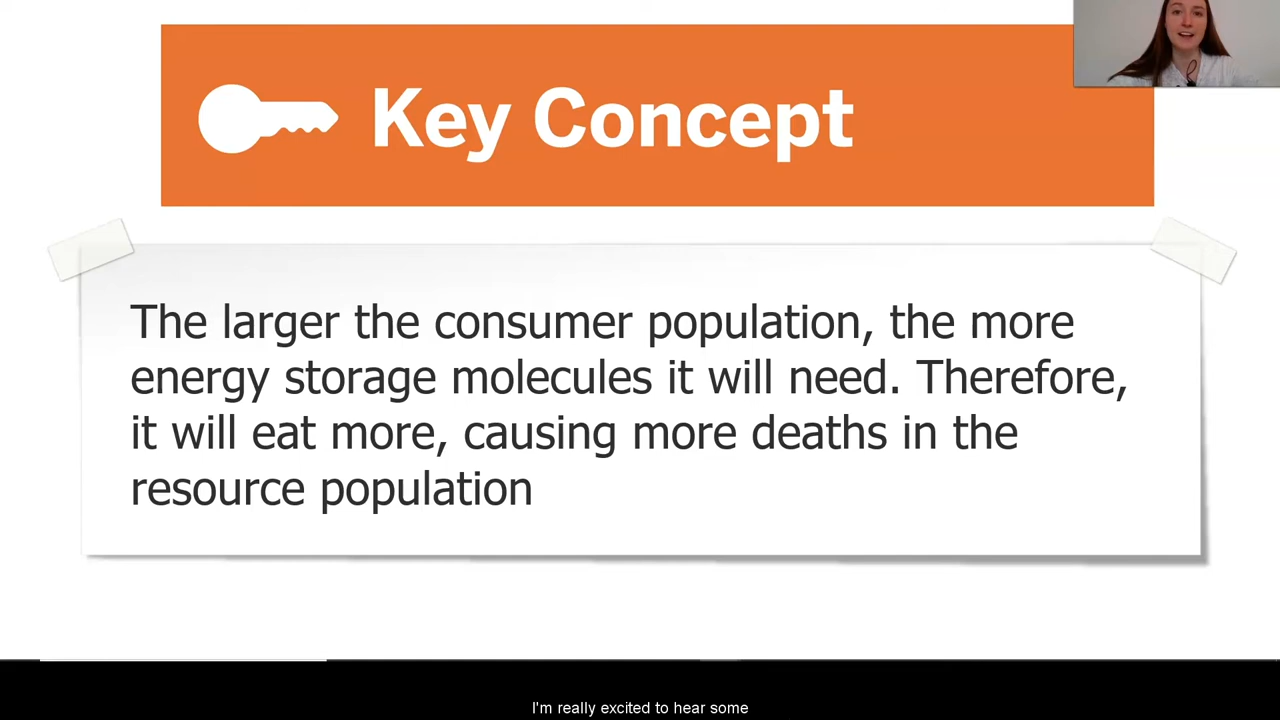 Key Concept
The larger the consumer population, the more
energy storage molecules it will need. Therefore,
it will eat more, causing more deaths in the
resource population
I'm really excited to hear some